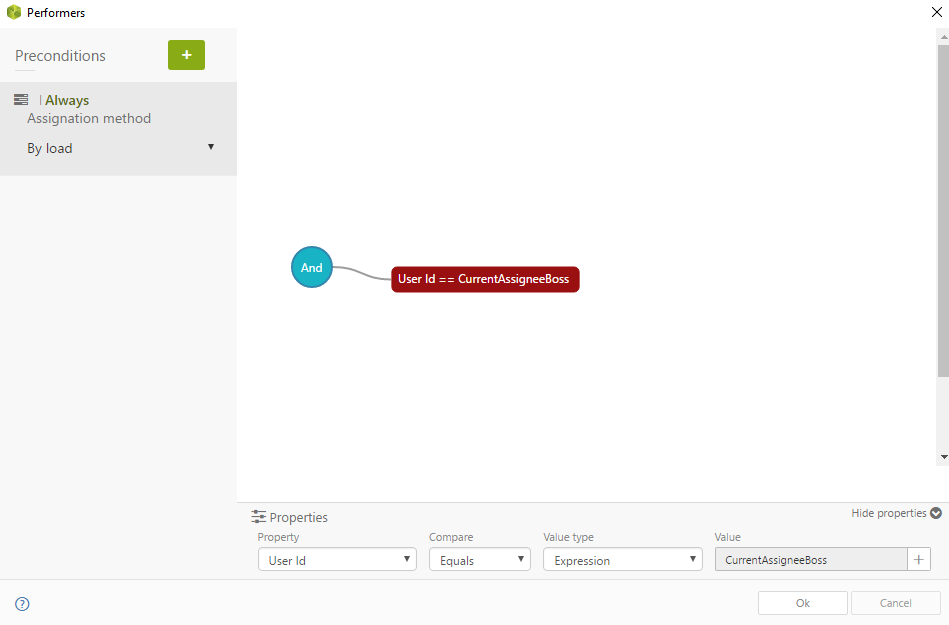 Performers
Preconditions
+
| Always
Assignation method
By load
And
User Id == CurrentAssigneeBoss
Properties
Hide properties
Property
Compare
Value type
Value
User Id
Equals
Expression
CurrentAssigneeBoss
+
?
Ok
Cancel